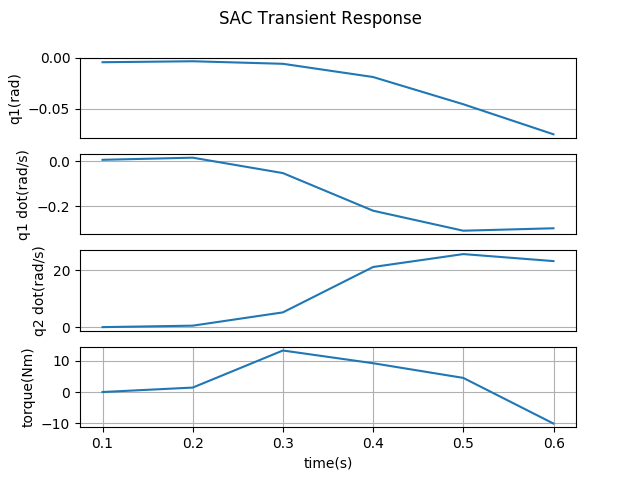 SAC Transient Response
0.00
−0.05
q1(rad)
0.0
−0.2
q1 dot(rad/s)
20
0
q2 dot(rad/s)
10
0
−10
torque(Nm)
0.1 0.2 0.3 0.4 0.5 0.6
time(s)